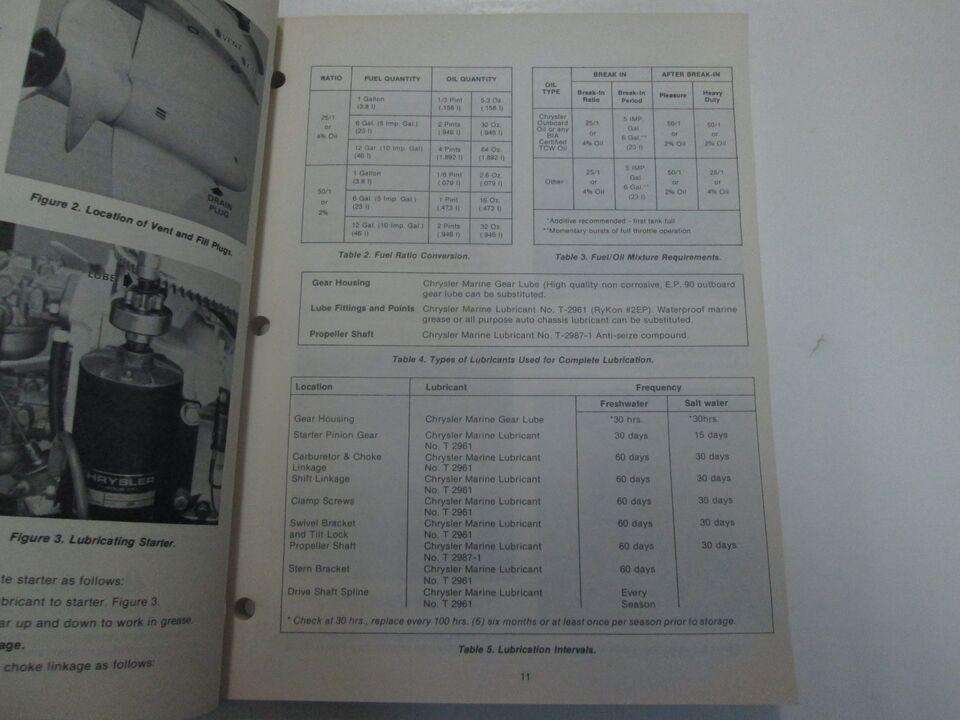 VENT
DRAIN
PLUG
Figure 2. Location of Vent and Fill Plugs.
LUBE
CHRYSLER
Figure 3. Lubricating Starter.
te starter as follows:
bricant to starter. Figure 3.
ar up and down to work in grease.
age.
choke linkage as follows:
RATIO FUEL QUANTITY OIL QUANTITY
25/1
or
4% Oil
1 Gallon 1/3 Pint 5.3 Oz.
(3.8 l) (.158 l) (.158 l)
6 Gal. (5 Imp. Gal.) 2 Pints 32 Oz.
(23 l) (.946 l) (.946 l)
12 Gal. (10 Imp. Gal) 4 Pints 64 Oz.
(46 l) (1.892 l) (1.892 l)
50/1
or
2%
1 Gallon 1/6 Pint 2.6 Oz.
(3.8 l) (.079 l) (.079 l)
6 Gal. (5 Imp. Gal.) 1 Pint 16 Oz.
(23 l) (.473 l) (.473 l)
12 Gal. (10 Imp. Gal.) 2 Pints 32 Oz.
(46 l) (.946 l) (.946 l)
Table 2. Fuel Ratio Conversion.
OIL
TYPE
BREAK IN AFTER BREAK-IN
Break-In
Ratio
Break-In
Period
Pleasure
Heavy
Duty
Chrysler
Outboard
Oil or any
BIA
Certified
TCW Oil
25/1
or
4% Oil
5 IMP.
Gal.
6 Gal.**
(23 l)
50/1
or
2% Oil
50/1
or
2% Oil
Other
25/1
or
4% Oil
5 IMP
Gal.
6 Gal.**
(23 l)
50/1
or
2% Oil
25/1
or
4% Oil
*Additive recommended - first tank full
**Momentary bursts of full throttle operation
Table 3. Fuel/Oil Mixture Requirements.
Gear Housing Chrysler Marine Gear Lube (High quality non corrosive, E.P. 90 outboard
gear lube can be substituted.
Lube Fittings and Points Chrysler Marine Lubricant No. T-2961 (RyKon #2EP). Waterproof marine
grease or all purpose auto chassis lubricant can be substituted.
Propeller Shaft Chrysler Marine Lubricant No. T-2987-1 Anti-seize compound.
Table 4. Types of Lubricants Used for Complete Lubrication.
Location Lubricant Frequency
Freshwater Salt water
Gear Housing Chrysler Marine Gear Lube *30 hrs. *30hrs.
Starter Pinion Gear Chrysler Marine Lubricant 30 days 15 days
No. T 2961
Carburetor & Choke Chrysler Marine Lubricant 60 days 30 days
Linkage No. T 2961
Shift Linkage Chrysler Marine Lubricant 60 days 30 days
No. T 2961
Clamp Screws Chrysler Marine Lubricant 60 days 30 days
No. T 2961
Swivel Bracket Chrysler Marine Lubricant 60 days 30 days
and Tilt Lock No. T 2961
Propeller Shaft Chrysler Marine Lubricant 60 days 30 days
No. T 2987-1
Stern Bracket Chrysler Marine Lubricant 60 days
No. T 2961
Drive Shaft Spline Chrysler Marine Lubricant Every
No. T 2961 Season
* Check at 30 hrs., replace every 100 hrs. (6) six months or at least once per season prior to storage.
Table 5. Lubrication Intervals.
11